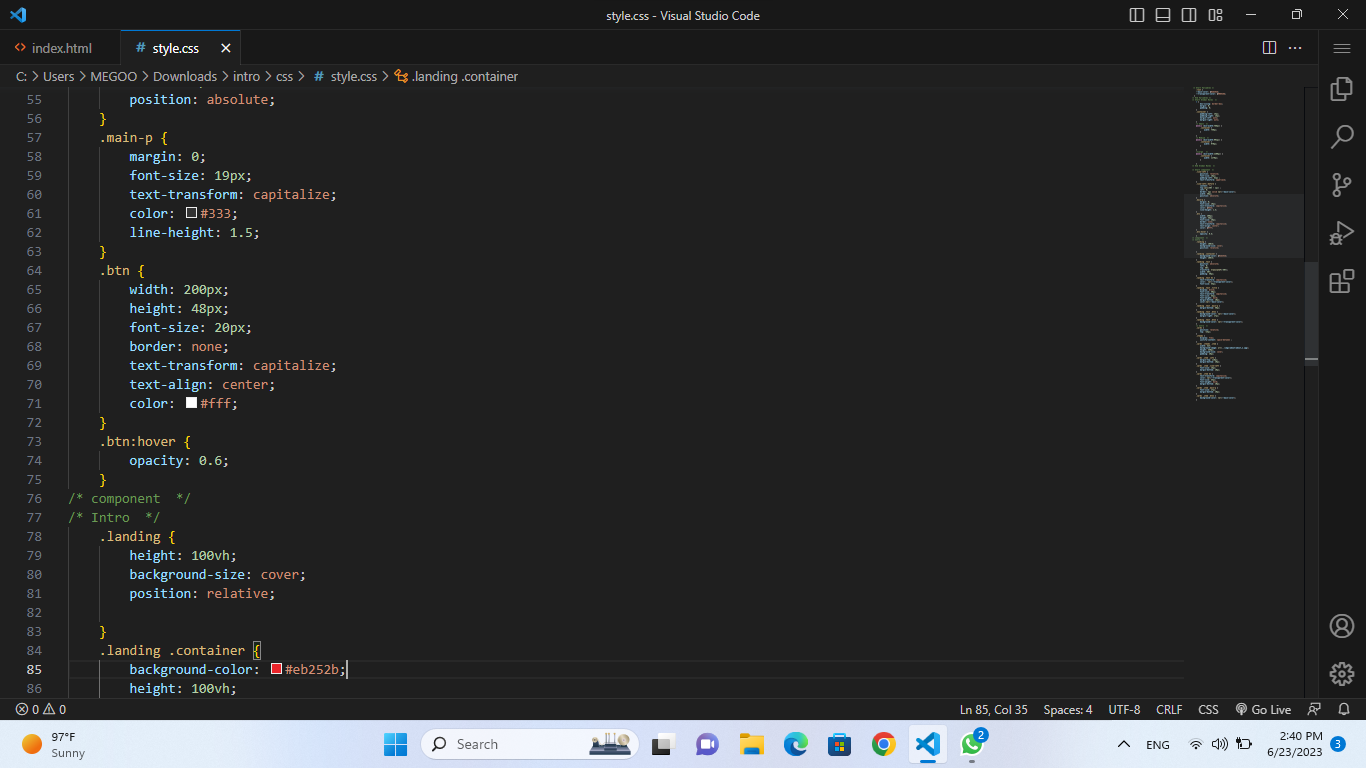 style.css - Visual Studio Code
index.html
# style.css
C: > Users > MEGOO > Downloads > intro > css > # style.css > .landing .container
55 position: absolute;
56 }
57 .main-p {
58 margin: 0;
59 font-size: 19px;
60 text-transform: capitalize;
61 color: #333;
62 line-height: 1.5;
63 }
64 .btn {
65 width: 200px;
66 height: 48px;
67 font-size: 20px;
68 border: none;
69 text-transform: capitalize;
70 text-align: center;
71 color: #fff;
72 }
73 .btn:hover {
74 opacity: 0.6;
75 }
76 /* component  */
77 /* Intro  */
78 .landing {
79 height: 100vh;
80 background-size: cover;
81 position: relative;
82
83 }
84 .landing .container {
85 background-color: #eb252b;
86 height: 100vh;
0 0 Ln 85, Col 35 Spaces: 4 UTF-8 CRLF CSS Go Live
97°F
Sunny
Search
2
ENG
2:40 PM
6/23/2023
3